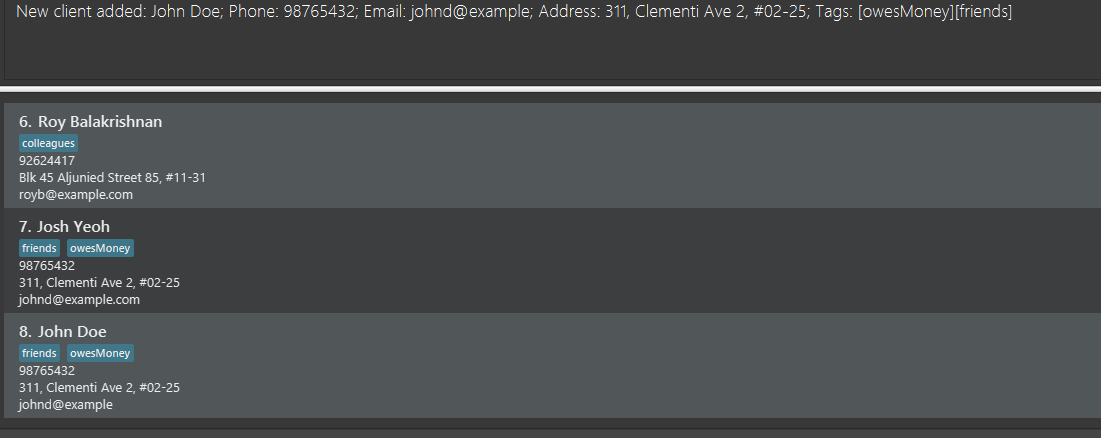 New client added: John Doe; Phone: 98765432; Email: johnd@example; Address: 311, Clementi Ave 2, #02-25; Tags: [owesMoney][friends]
6. Roy Balakrishnan
colleagues
92624417
Blk 45 Aljunied Street 85, #11-31
royb@example.com
7. Josh Yeoh
friends owesMoney
98765432
311, Clementi Ave 2, #02-25
johnd@example.com
8. John Doe
friends owesMoney
98765432
311, Clementi Ave 2, #02-25
johnd@example